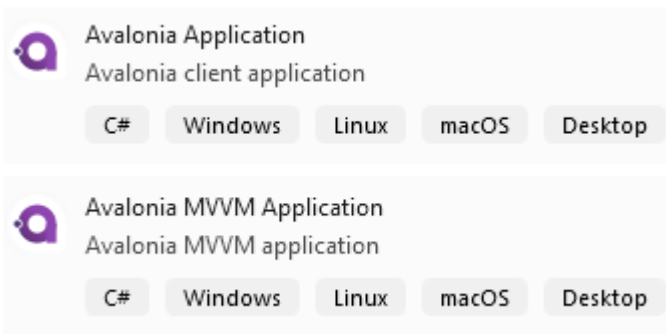 Avalonia Application
Avalonia client application
C# Windows Linux macOS Desktop
Avalonia MVVM Application
Avalonia MVVM application
C# Windows Linux macOS Desktop